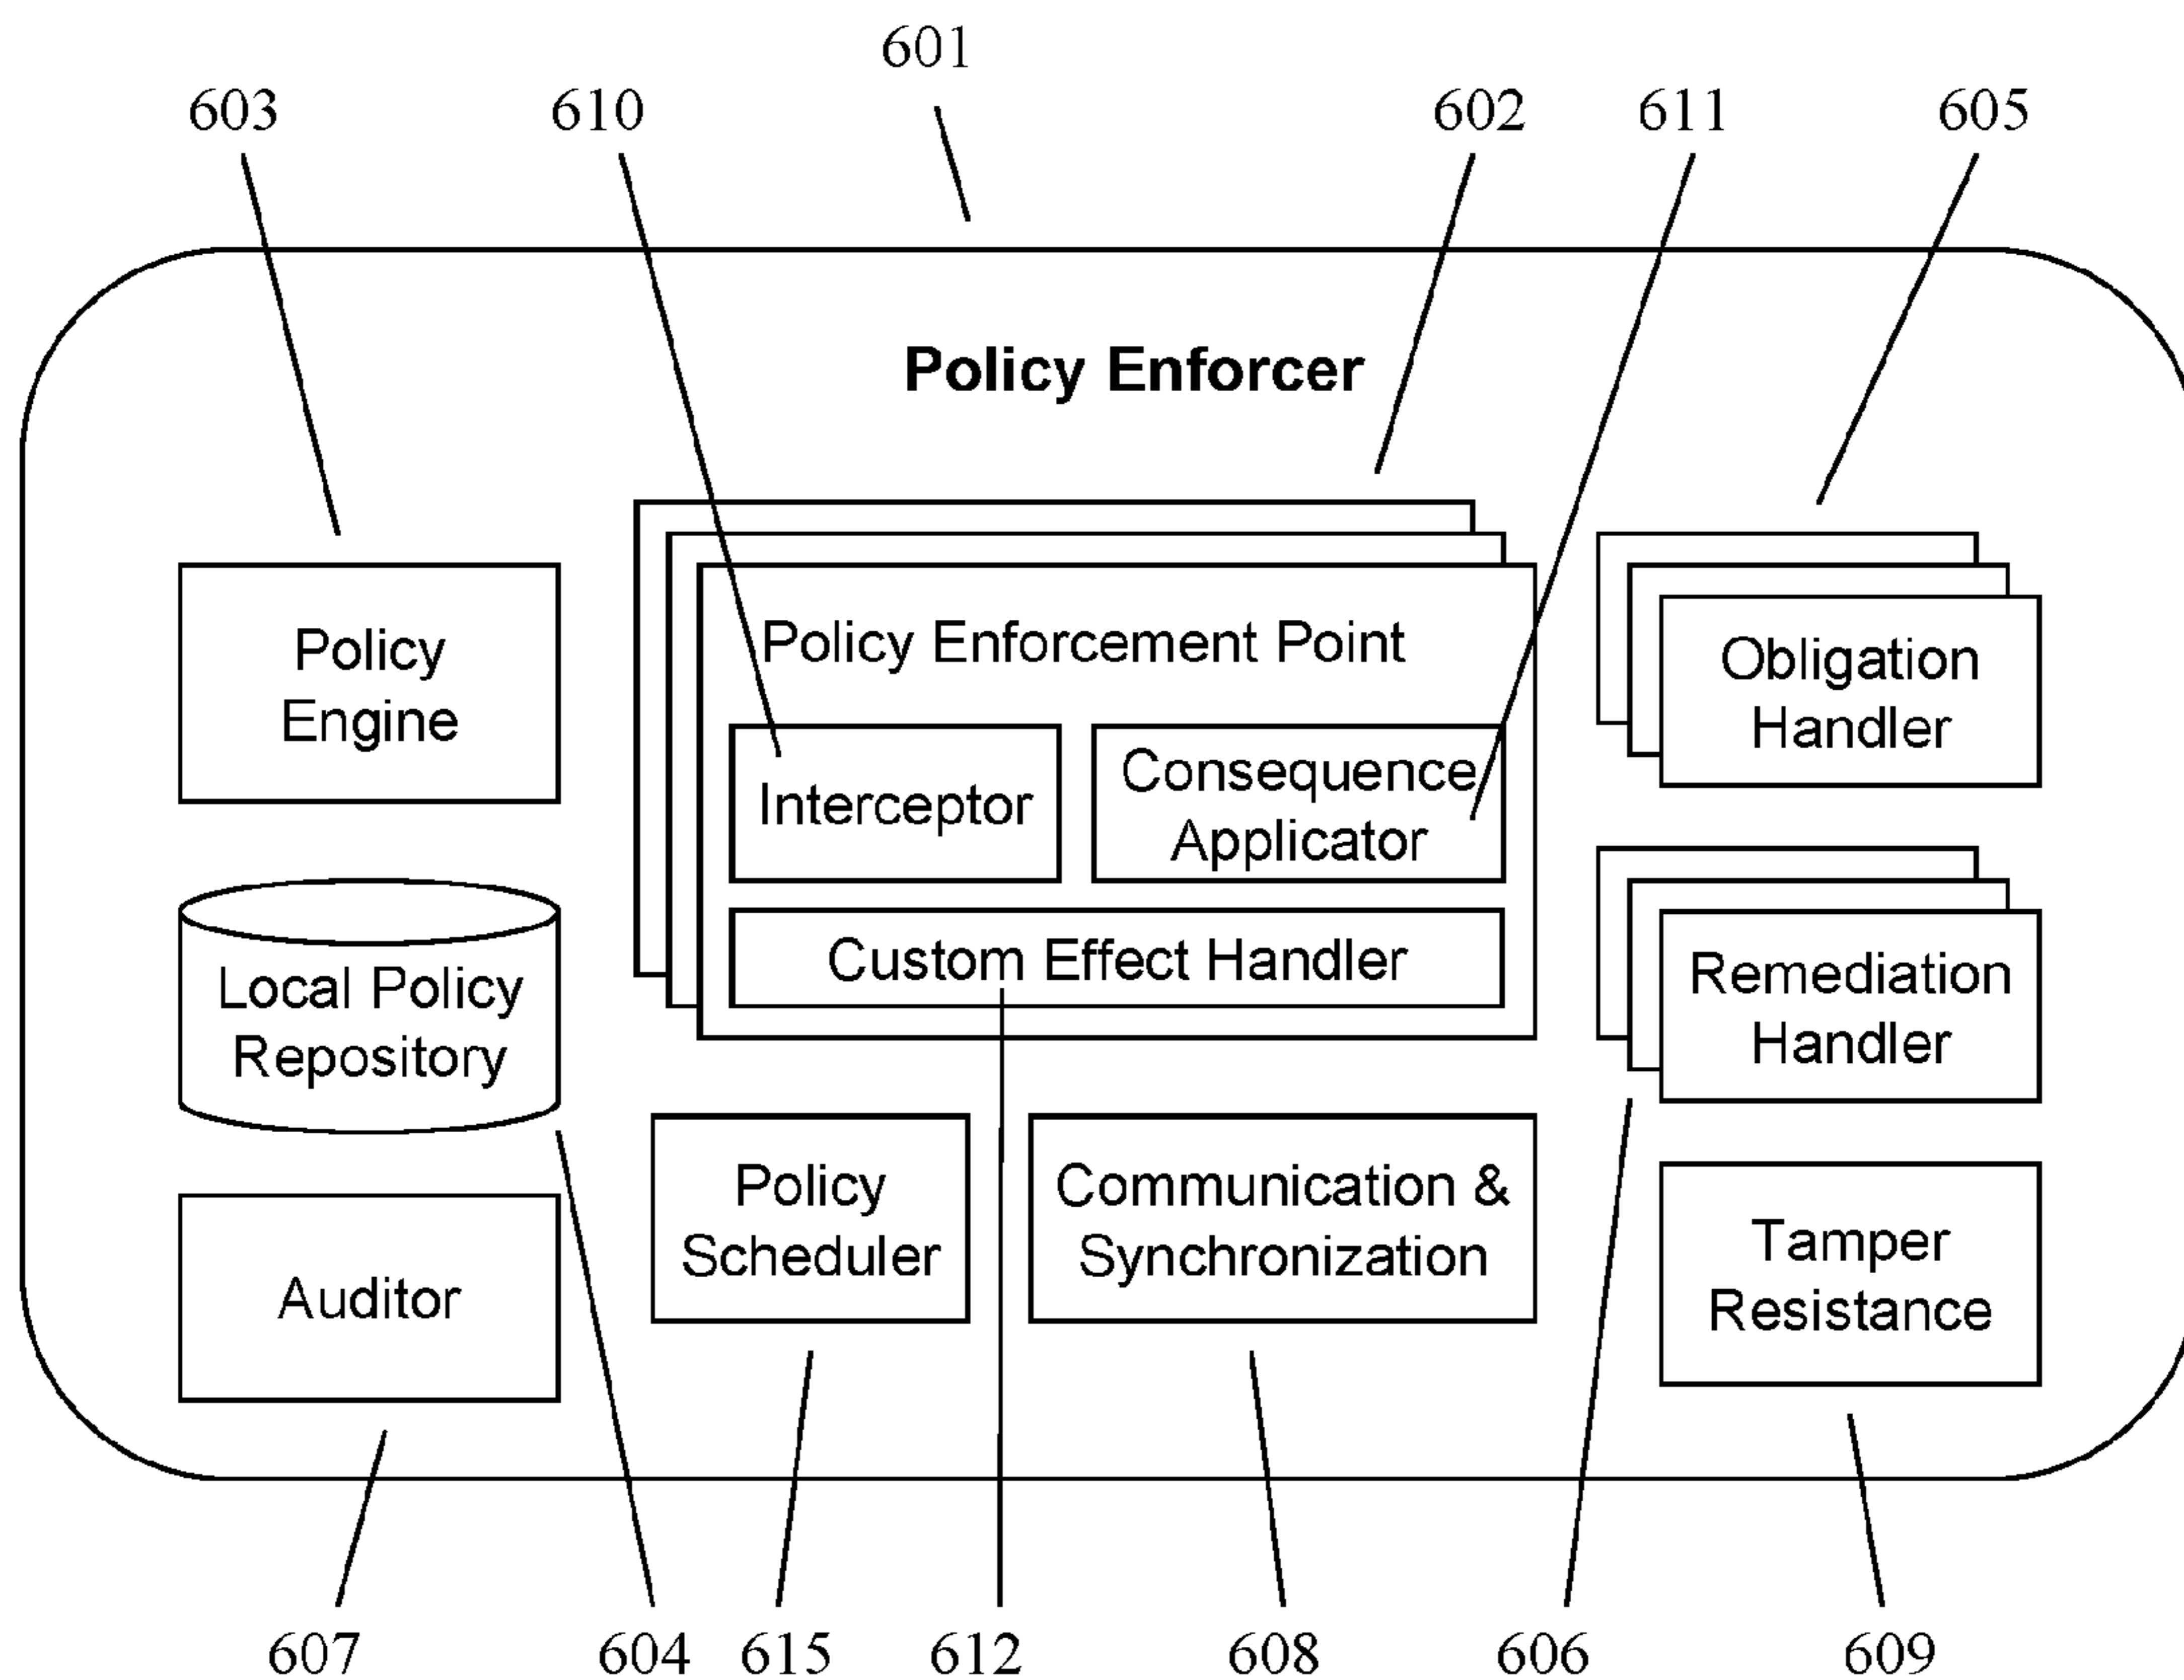 601
603
610
602
611
605
Policy Enforcer
Policy
Engine
Policy Enforcement Point
Interceptor
Consequence
Applicator
Custom Effect Handler
Obligation
Handler
Local Policy
Repository
Remediation
Handler
Auditor
Policy
Scheduler
Communication &
Synchronization
Tamper
Resistance
607
604
615
612
608
606
609